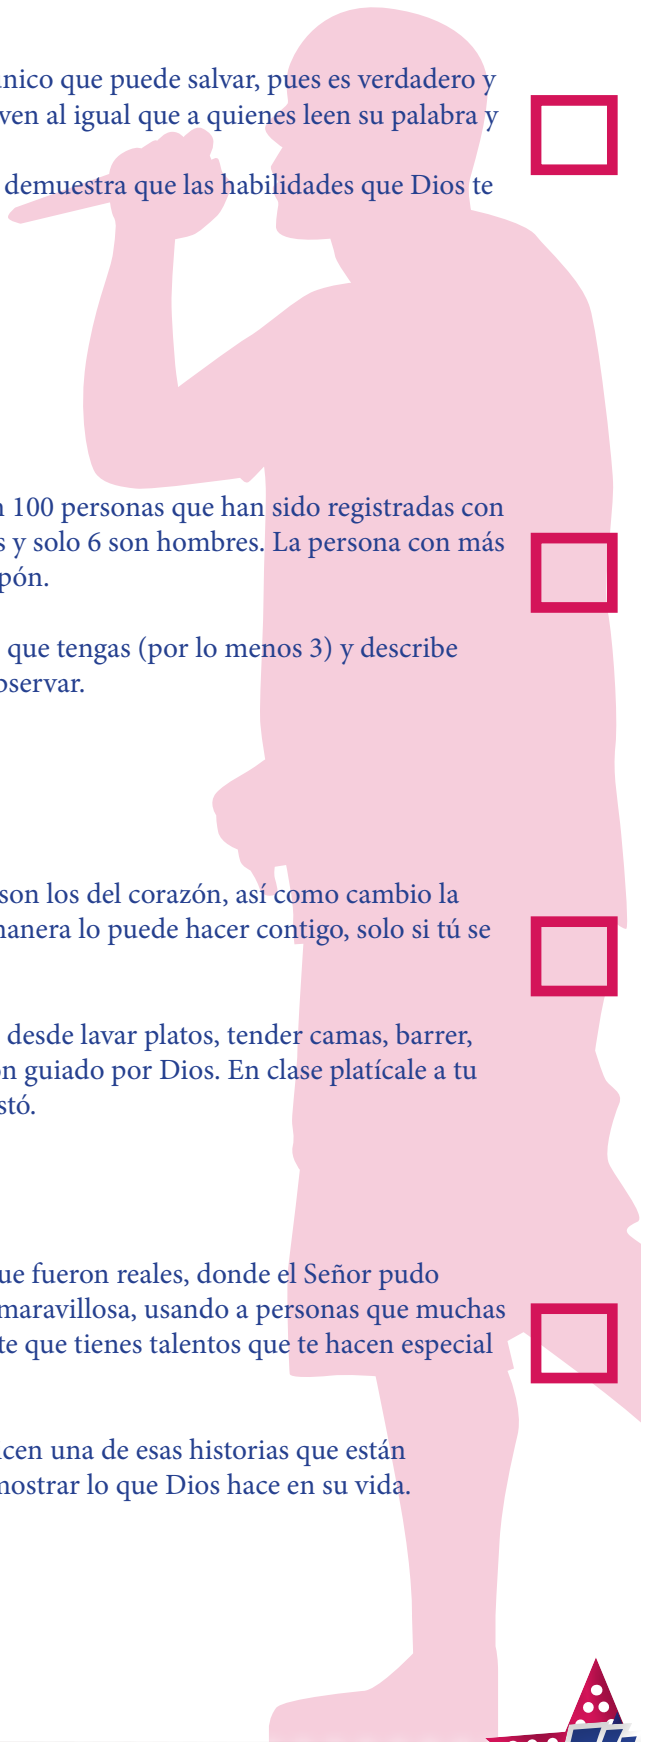 nico que puede salvar, pues es verdadero y
ven al igual que a quienes leen su palabra y
demuestra que las habilidades que Dios te
100 personas que han sido registradas con
s y solo 6 son hombres. La persona con más
pón.
que tengas (por lo menos 3) y describe
bservar.
son los del corazón, así como cambio la
manera lo puede hacer contigo, solo si tú se
desde lavar platos, tender camas, barrer,
n guiado por Dios. En clase platícale a tu
stó.
ue fueron reales, donde el Señor pudo
maravillosa, usando a personas que muchas
te que tienes talentos que te hacen especial
icen una de esas historias que están
mostrar lo que Dios hace en su vida.